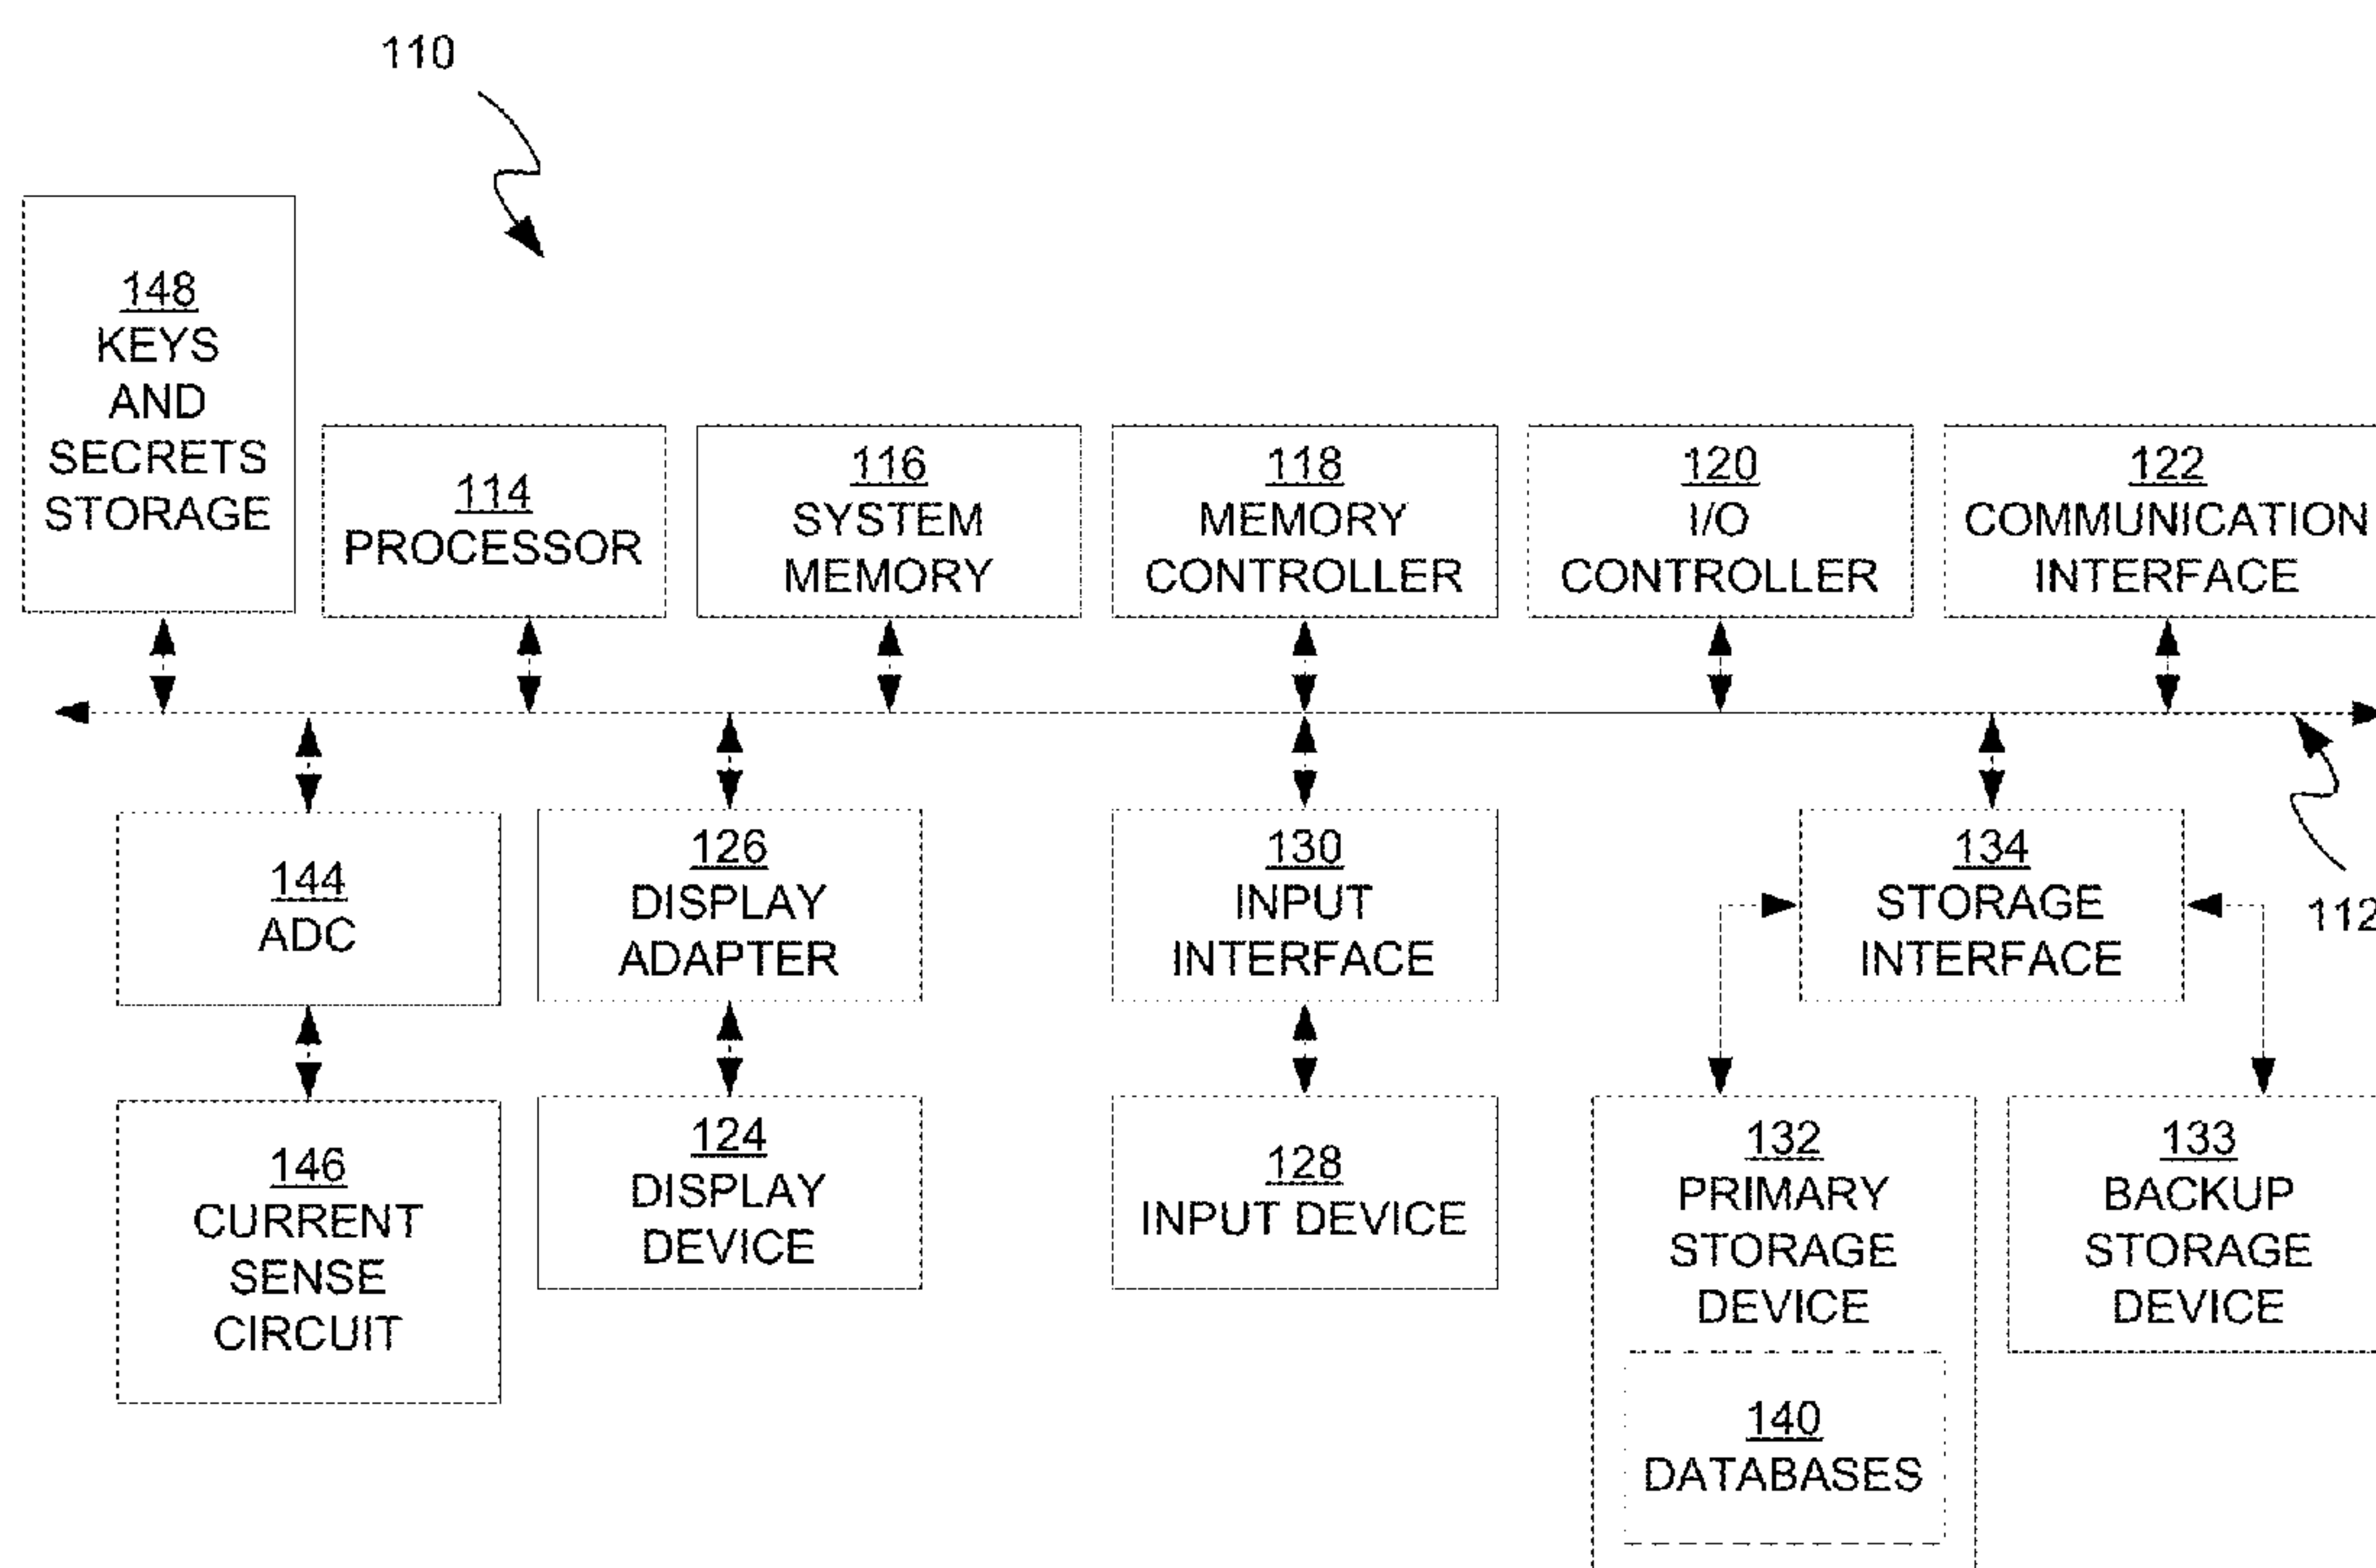 110
148
KEYS
AND
SECRETS
STORAGE
114
PROCESSOR
116
SYSTEM
MEMORY
118
MEMORY
CONTROLLER
120
I/O
CONTROLLER
122
COMMUNICATION
INTERFACE
144
ADC
126
DISPLAY
ADAPTER
130
INPUT
INTERFACE
134
STORAGE
INTERFACE
112
146
CURRENT
SENSE
CIRCUIT
124
DISPLAY
DEVICE
128
INPUT DEVICE
132
PRIMARY
STORAGE
DEVICE
140
DATABASES
133
BACKUP
STORAGE
DEVICE